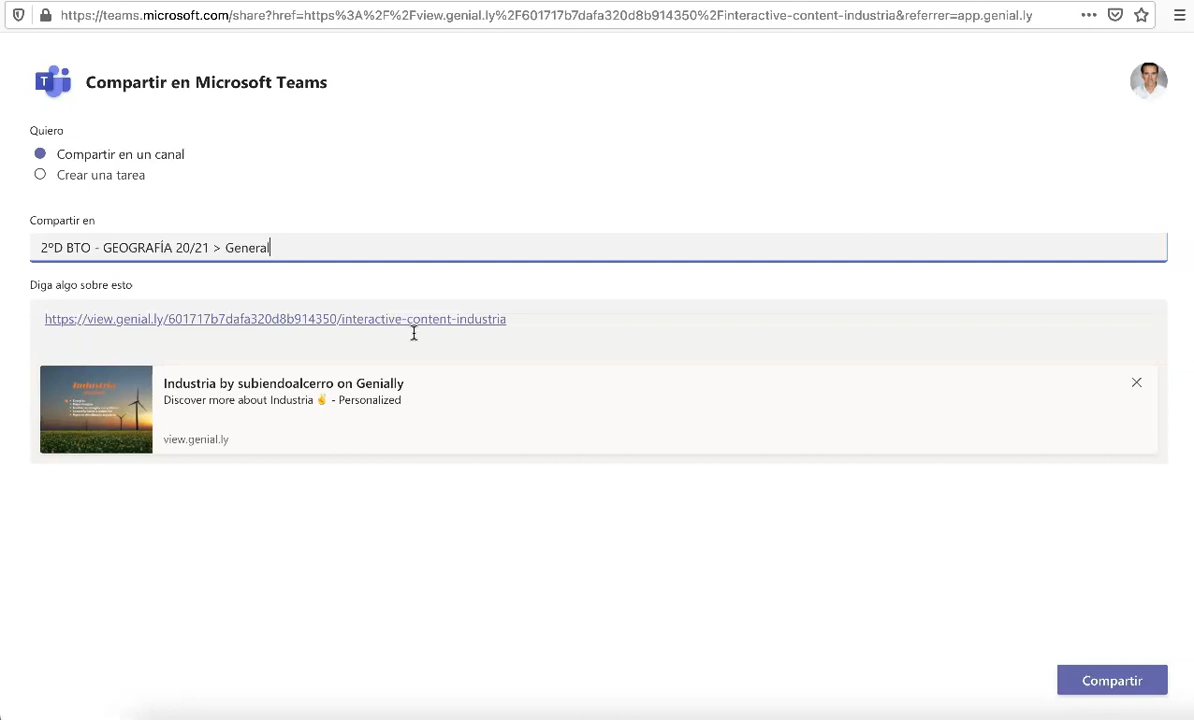 https://teams.microsoft.com/share?href=https%3A%2F%2Fview.genial.ly%2F601717b7dafa320d8b914350%2Finteractive-content-industria&referrer=app.genial.ly
T
Compartir en Microsoft Teams
Quiero
Compartir en un canal
Crear una tarea
Compartir en
2ºD BTO - GEOGRAFÍA 20/21 > General
Diga algo sobre esto
https://view.genial.ly/601717b7dafa320d8b914350/interactive-content-industria
Industria
Industria by subiendoalcerro on Genially
Discover more about Industria ✌ - Personalized
view.genial.ly
Compartir